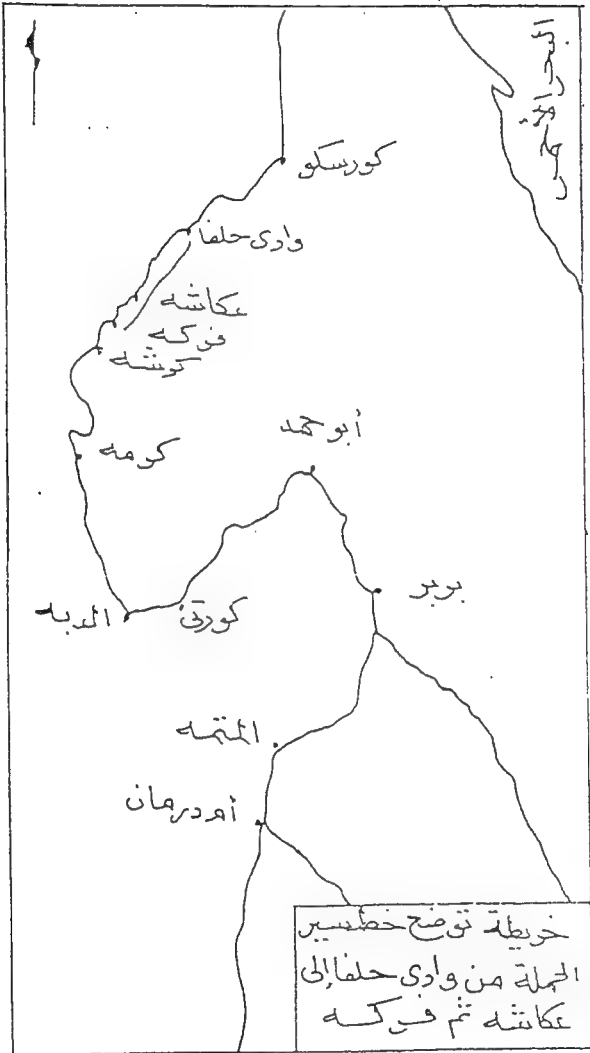 البحر الأحمر
كورسكو
وادى حلفا
عكاشه
فركه
كوشه
أبو حمد
كرمه
بربر
كورتى
الدبه
المتمه
أم درمان
خريطة توضح خط سير
الحملة من وادى حلفا إلى
عكاشه ثم فركه